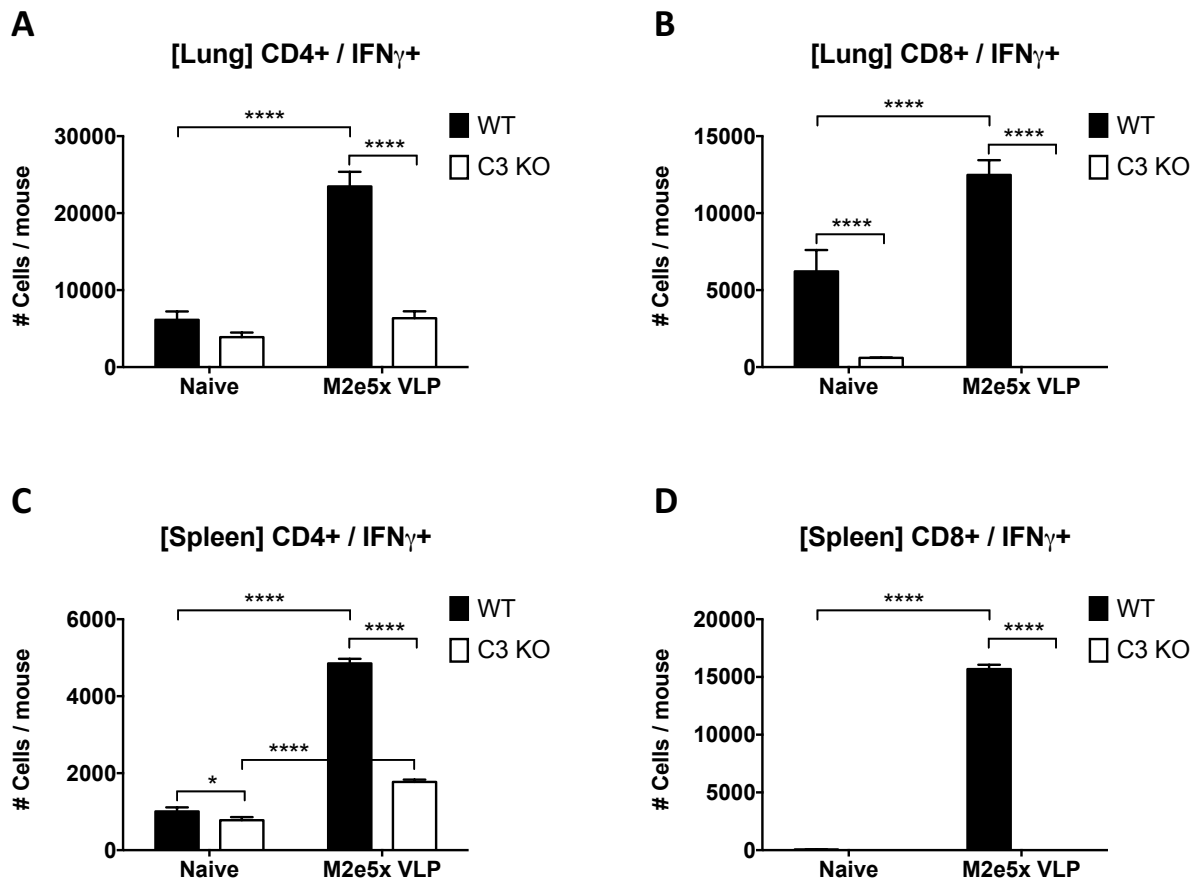 A
[Lung] CD4+ / IFNγ+
# Cells / mouse
30000
20000
10000
0
****
****
WT
C3 KO
Naive
M2e5x VLP
B
[Lung] CD8+ / IFNγ+
# Cells / mouse
15000
10000
5000
0
****
****
****
WT
C3 KO
Naive
M2e5x VLP
C
[Spleen] CD4+ / IFNγ+
# Cells / mouse
6000
4000
2000
0
****
****
****
*
WT
C3 KO
Naive
M2e5x VLP
D
[Spleen] CD8+ / IFNγ+
# Cells / mouse
20000
15000
10000
5000
0
****
****
WT
C3 KO
Naive
M2e5x VLP